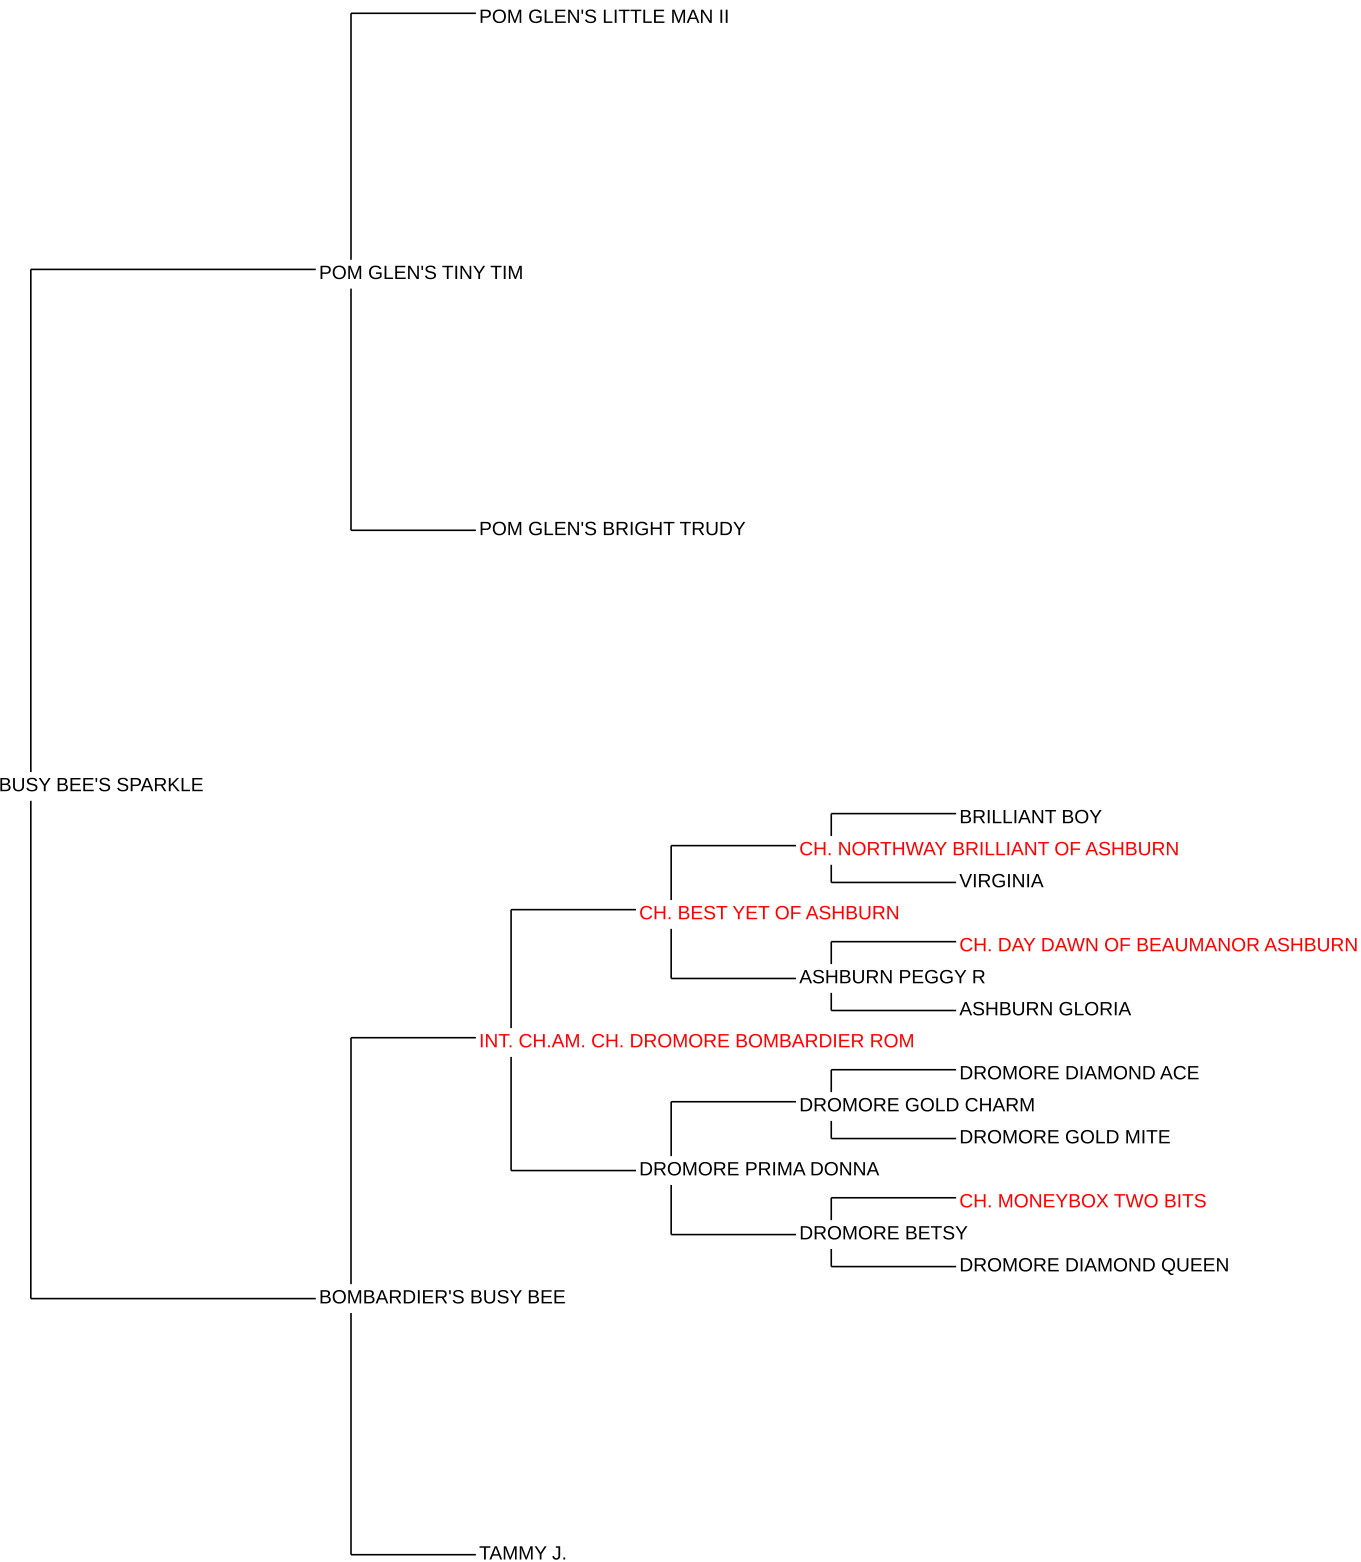 POM GLEN'S LITTLE MAN II
POM GLEN'S TINY TIM
POM GLEN'S BRIGHT TRUDY
BUSY BEE'S SPARKLE
BRILLIANT BOY
CH. NORTHWAY BRILLIANT OF ASHBURN
VIRGINIA
CH. BEST YET OF ASHBURN
CH. DAY DAWN OF BEAUMANOR ASHBURN
ASHBURN PEGGY R
ASHBURN GLORIA
INT. CH.AM. CH. DROMORE BOMBARDIER ROM
DROMORE DIAMOND ACE
DROMORE GOLD CHARM
DROMORE GOLD MITE
DROMORE PRIMA DONNA
CH. MONEYBOX TWO BITS
DROMORE BETSY
DROMORE DIAMOND QUEEN
BOMBARDIER'S BUSY BEE
TAMMY J.